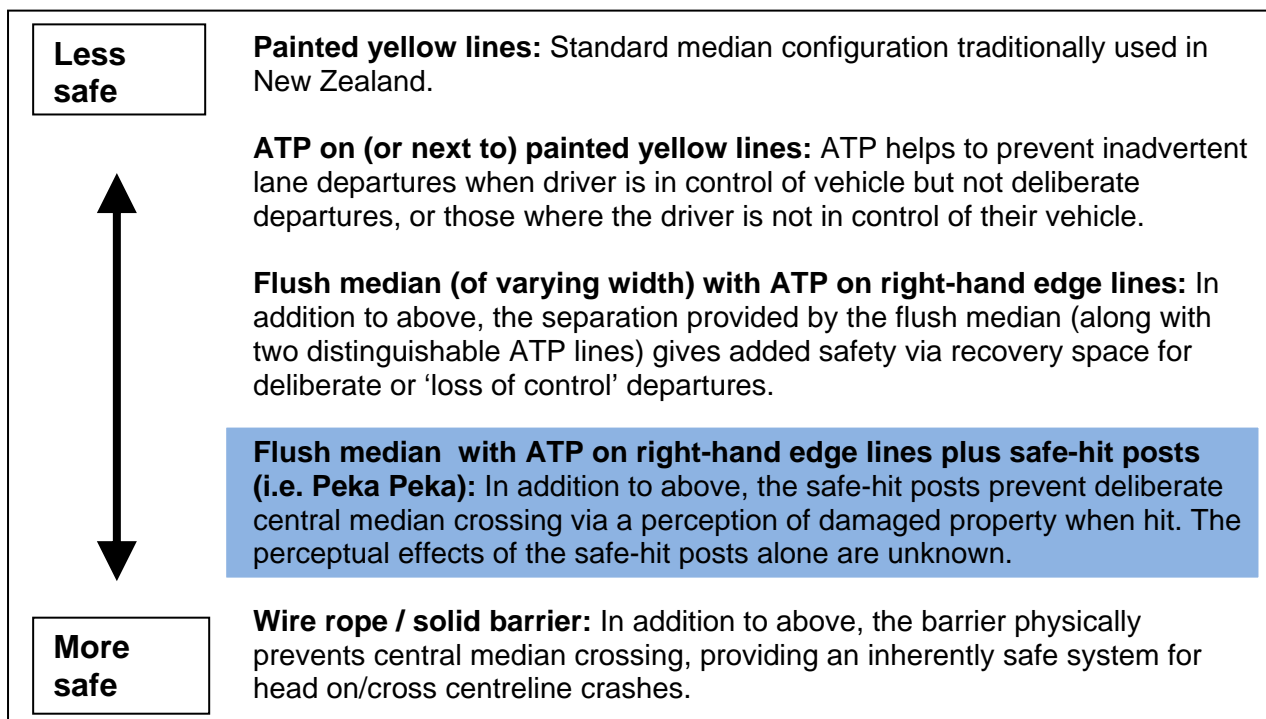 Less
safe
Painted yellow lines: Standard median configuration traditionally used in
New Zealand.
ATP on (or next to) painted yellow lines: ATP helps to prevent inadvertent
lane departures when driver is in control of vehicle but not deliberate
departures, or those where the driver is not in control of their vehicle.
Flush median (of varying width) with ATP on right-hand edge lines: In
addition to above, the separation provided by the flush median (along with
two distinguishable ATP lines) gives added safety via recovery space for
deliberate or ‘loss of control’ departures.
Flush median  with ATP on right-hand edge lines plus safe-hit posts
(i.e. Peka Peka): In addition to above, the safe-hit posts prevent deliberate
central median crossing via a perception of damaged property when hit. The
perceptual effects of the safe-hit posts alone are unknown.
More
safe
Wire rope / solid barrier: In addition to above, the barrier physically
prevents central median crossing, providing an inherently safe system for
head on/cross centreline crashes.